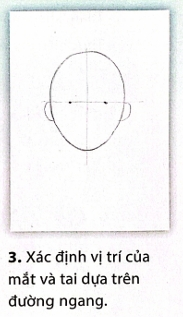 3. Xác định vị trí của
mắt và tai dựa trên
đường ngang.